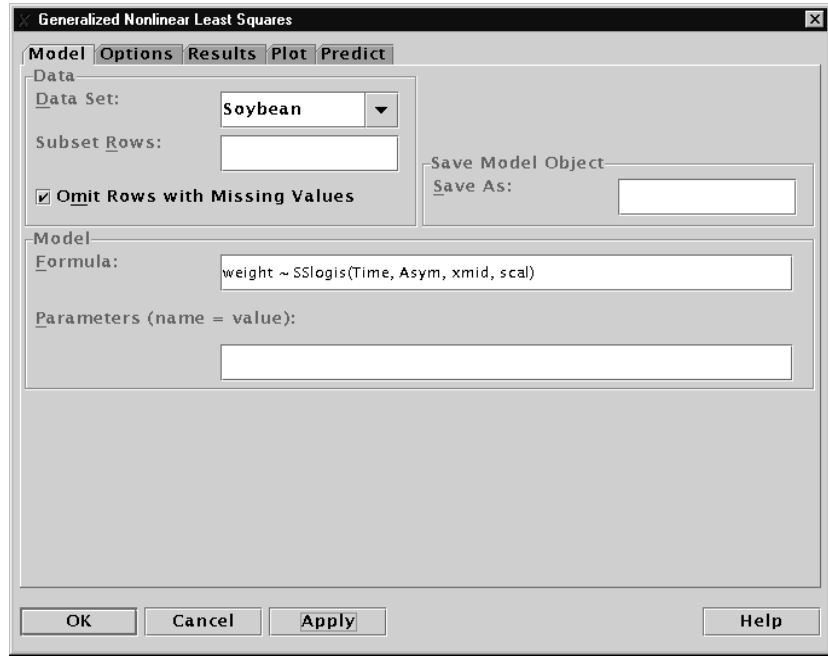 Generalized Nonlinear Least Squares
Model Options Results Plot Predict
Data
Data Set:
Soybean
Subset Rows:
Omit Rows with Missing Values
Save Model Object
Save As:
Model
Formula:
weight ~ SSlogis(Time, Asym, xmid, scal)
Parameters (name = value):
OK Cancel Apply Help